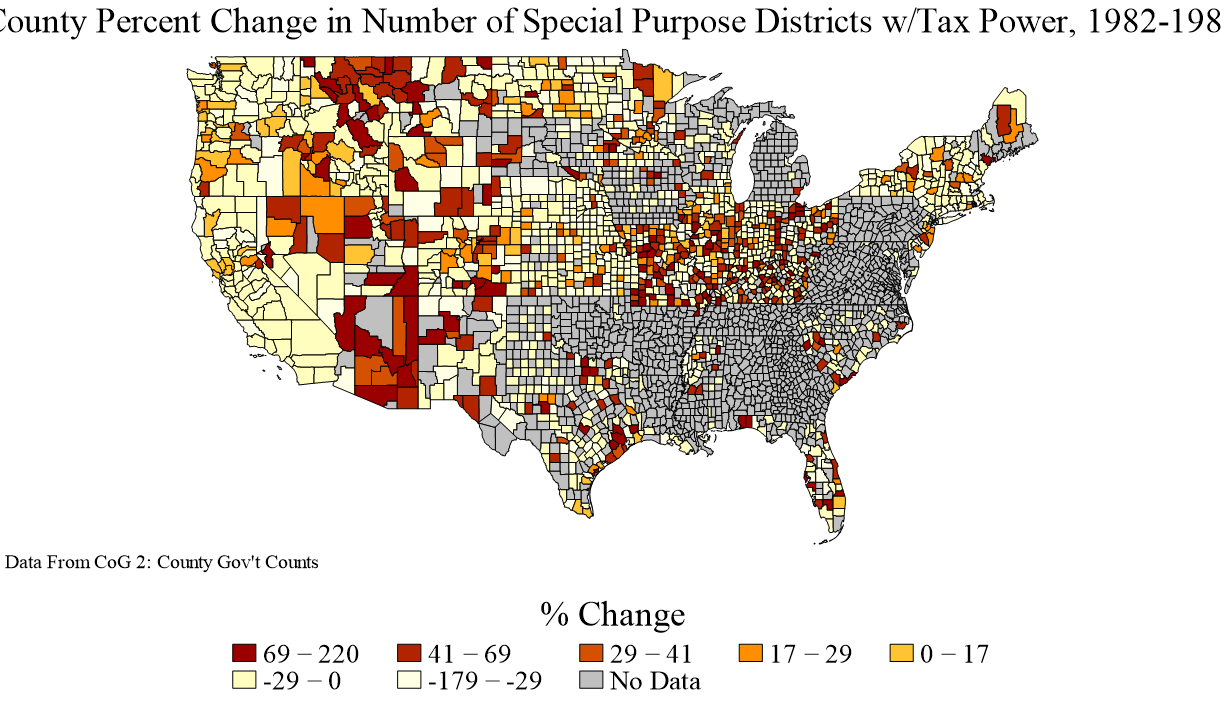 County Percent Change in Number of Special Purpose Districts w/Tax Power, 1982-198
Data From CoG 2: County Gov't Counts
% Change
69 − 220 41 − 69 29 − 41 17 − 29 0 − 17
-29 − 0 -179 − -29 No Data